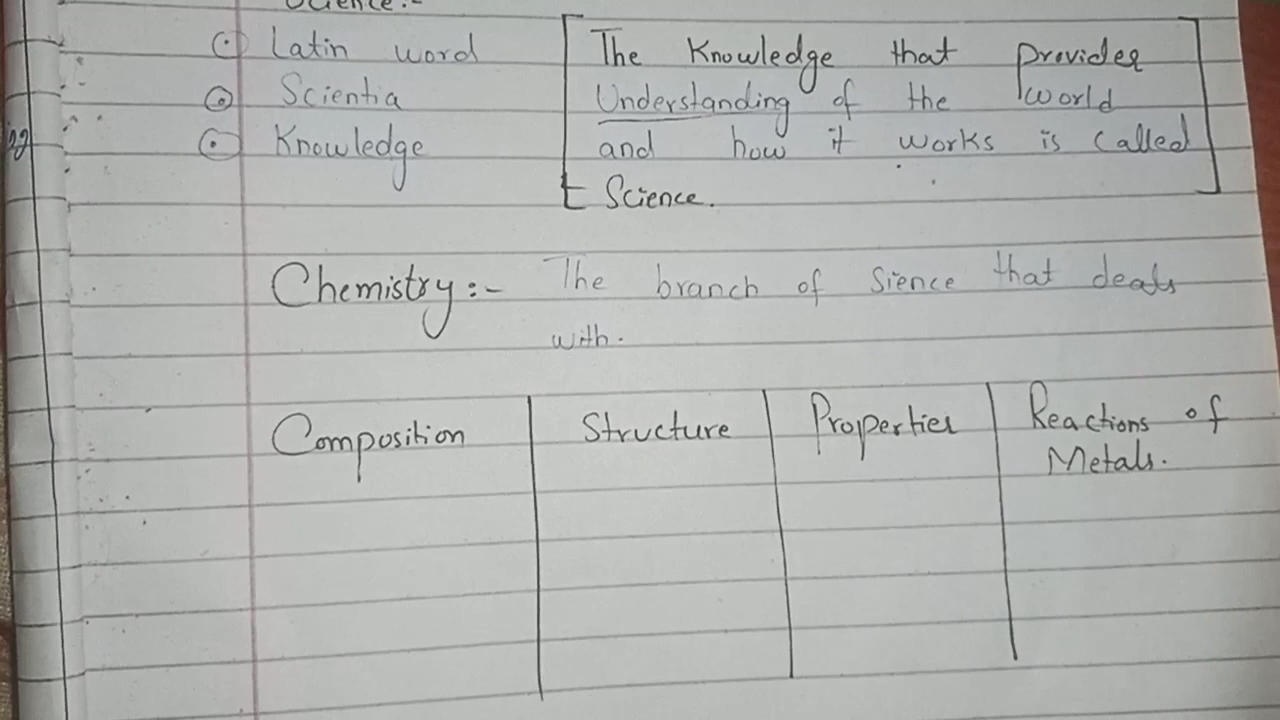 Science:-
Latin word
Scientia
Knowledge
The Knowledge that provides
Understanding of the world
and how it works is called
Science.
Chemistry:- The branch of Sience that deals
with.
Composition Structure Properties Reactions of
Metals.